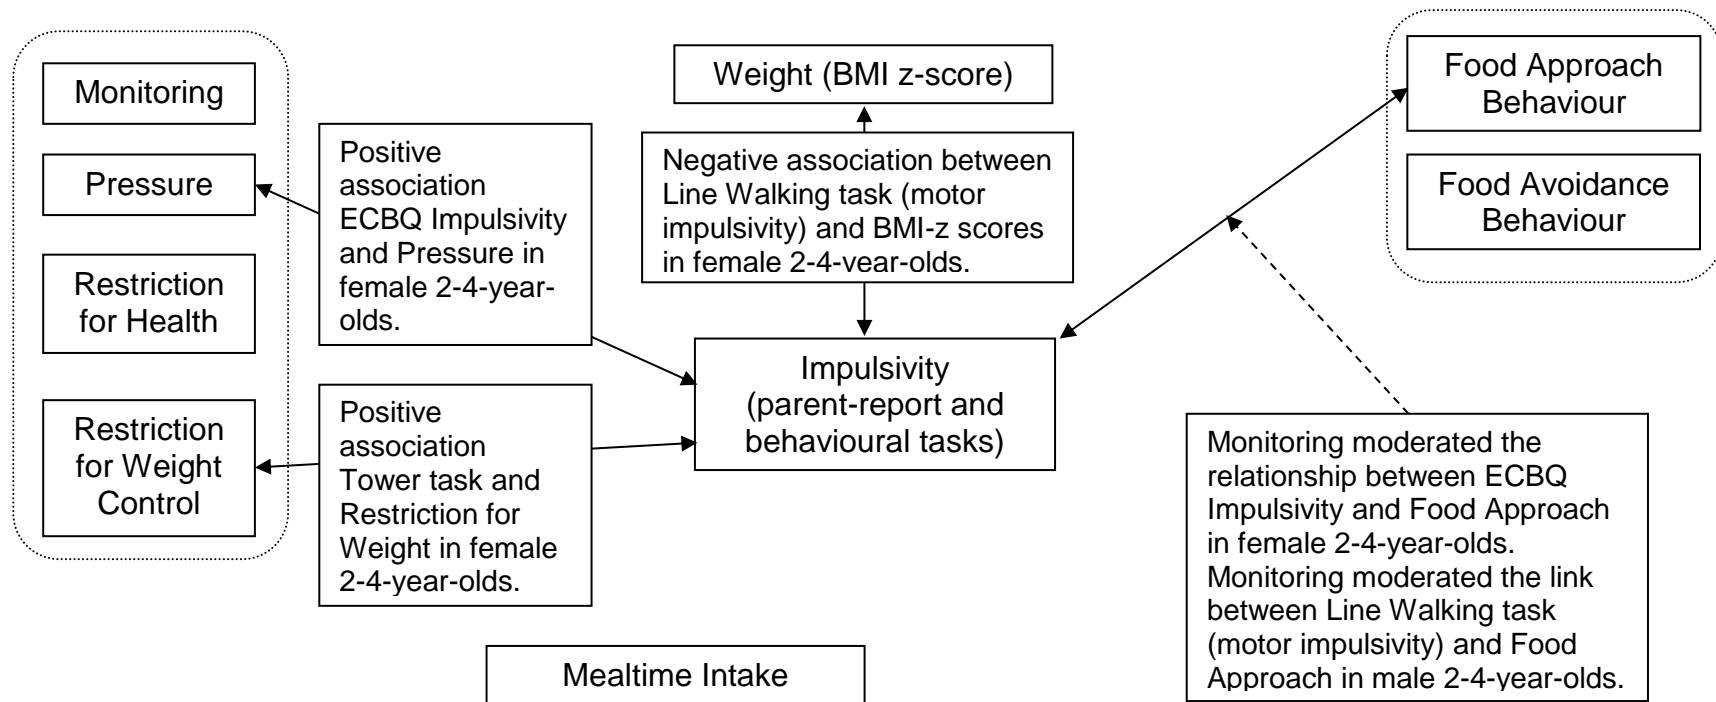 Monitoring
Pressure
Restriction
for Health
Restriction
for Weight
Control
Positive
association
ECBQ Impulsivity
and Pressure in
female 2-4-year-
olds.
Positive
association
Tower task and
Restriction for
Weight in female
2-4-year-olds.
Weight (BMI z-score)
Negative association between
Line Walking task (motor
impulsivity) and BMI-z scores
in female 2-4-year-olds.
Impulsivity
(parent-report and
behavioural tasks)
Mealtime Intake
Food Approach
Behaviour
Food Avoidance
Behaviour
Monitoring moderated the
relationship between ECBQ
Impulsivity and Food Approach
in female 2-4-year-olds.
Monitoring moderated the link
between Line Walking task
(motor impulsivity) and Food
Approach in male 2-4-year-olds.